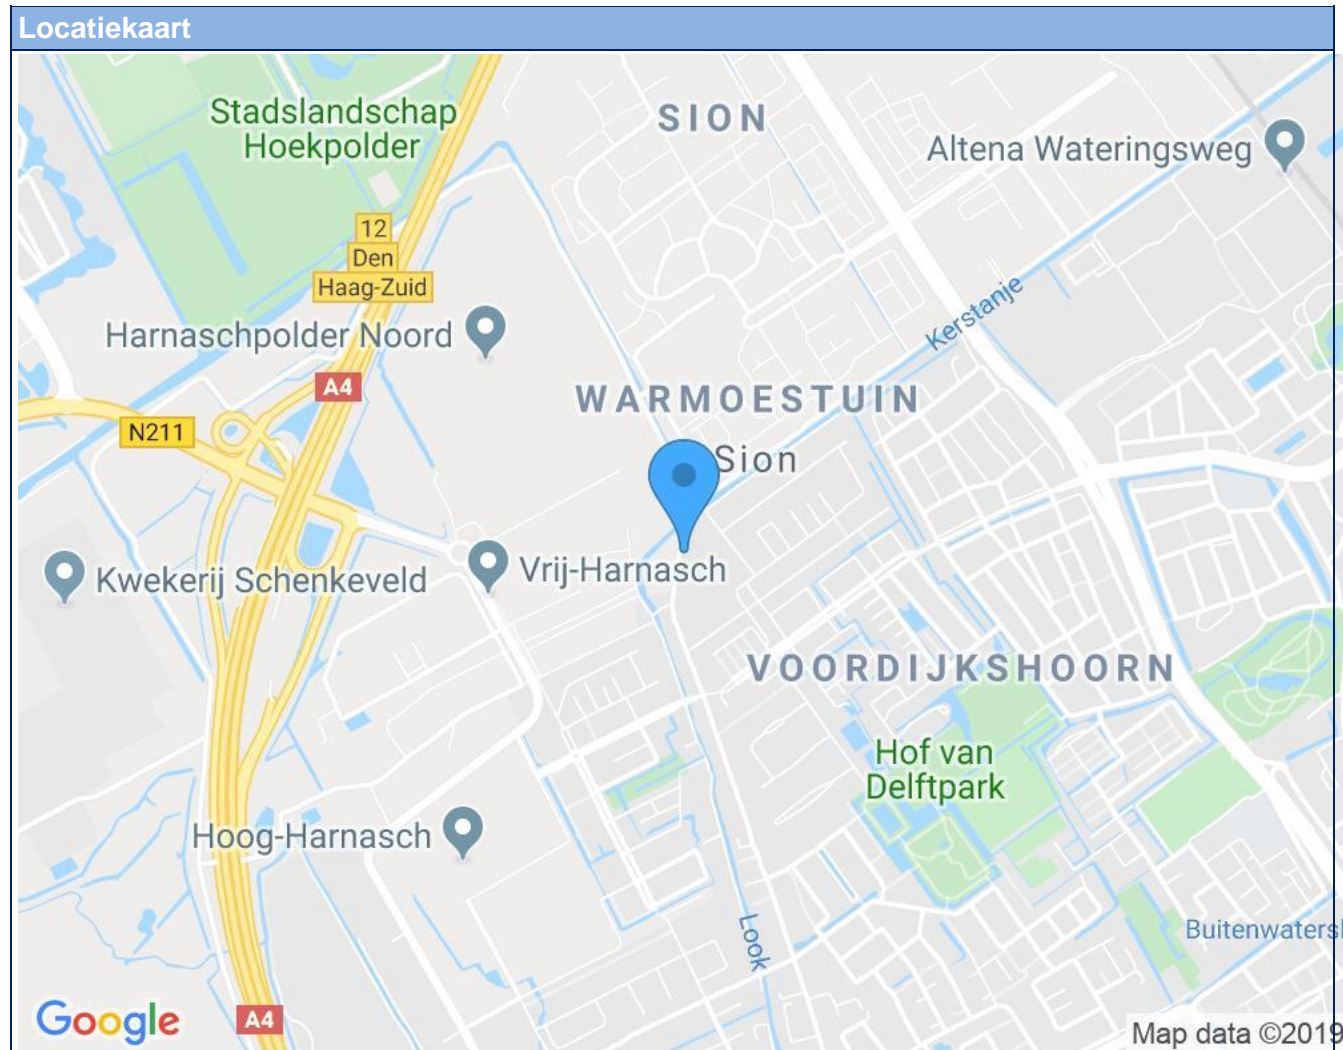 Locatiekaart
Stadslandschap
Hoekpolder
SION
Altena Wateringsweg
12
Den
Haag-Zuid
Kerstanje
Harnaschpolder Noord
A4
WARMOESTUIN
N211
Sion
Vrij-Harnasch
Kwekerij Schenkeveld
VOORDIJKSHOORN
Hof van
Delftpark
Hoog-Harnasch
Look
Buitenwatersl
Google
A4
Map data ©2019